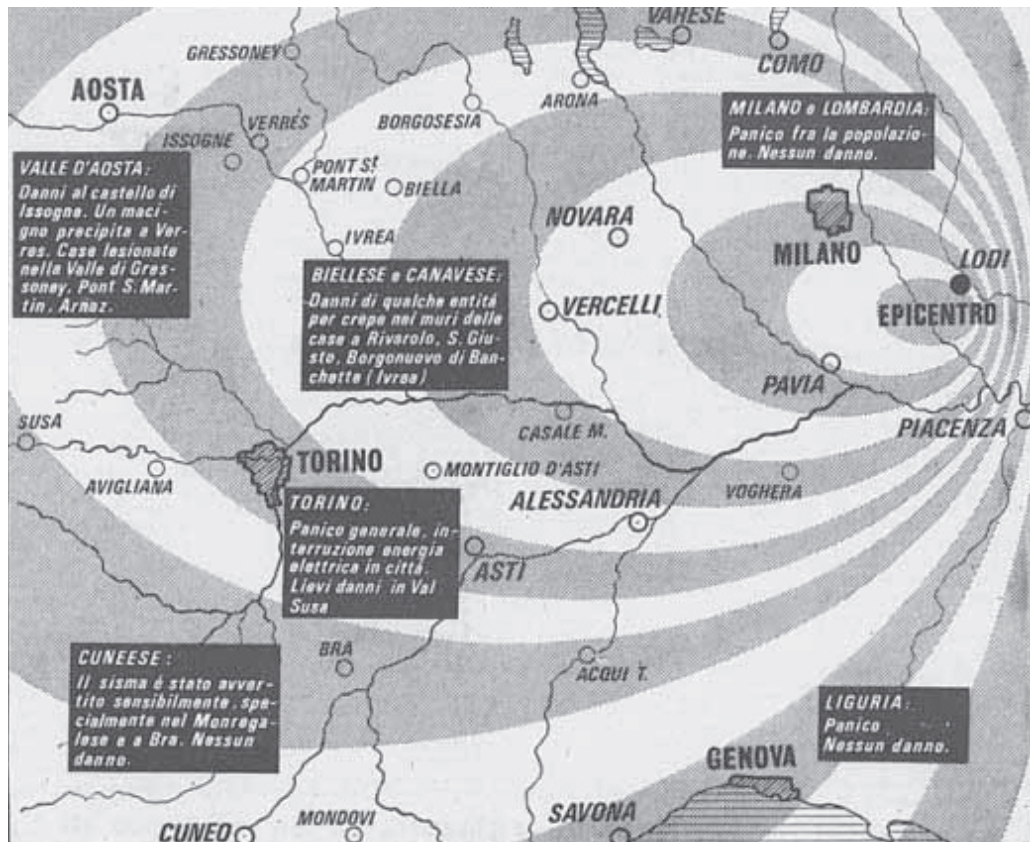 VARESE
COMO
GRESSONEY
AOSTA
ARONA
BORGOSESIA
VERRÉS
ISSOGNE
MILANO e LOMBARDIA:
Panico fra la popolazio-
ne. Nessun danno.
VALLE D'AOSTA:
Danni al castello di
Issogne. Un maci-
gno precipita a Ver-
res. Case lesionate
nella Valle di Gres-
soney, Pont S. Mar-
tin, Arnaz.
PONT St
MARTIN
BIELLA
NOVARA
MILANO
LODI
EPICENTRO
IVREA
BIELLESE e CANAVESE:
Danni di qualche entitá
per crepe nei muri delle
case a Rivarolo, S. Giu-
sto, Borgonuovo di Ban-
chette (Ivrea)
VERCELLI
PAVIA
SUSA
CASALE M.
PIACENZA
AVIGLIANA
TORINO
MONTIGLIO D'ASTI
VOGHERA
ALESSANDRIA
TORINO:
Panico generale, in-
terruzione energia
elettrica in città.
Lievi danni in Val
Susa
ASTI
BRA
ACQUI T.
CUNEESE:
Il sisma é stato avver-
tito sensibilmente, spe-
cialmente nel Monrega-
lese e a Bra. Nessun
danno.
LIGURIA:
Panico
Nessun danno.
GENOVA
SAVONA
CUNEO
MONDOVI